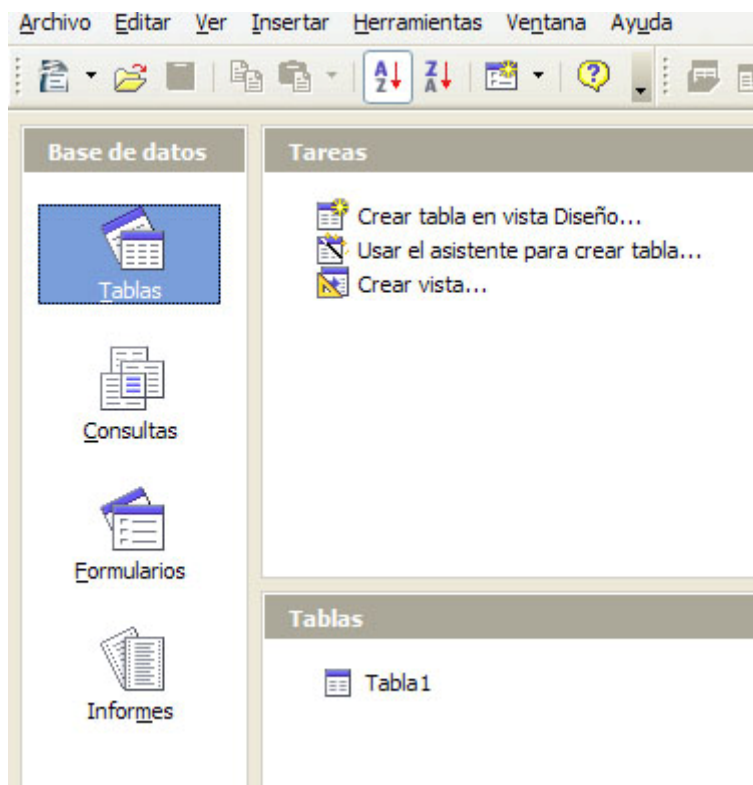 Archivo Editar Ver Insertar Herramientas Ventana Ayuda
Base de datos
Tablas
Consultas
Formularios
Informes
Tareas
Crear tabla en vista Diseño...
Usar el asistente para crear tabla...
Crear vista...
Tablas
Tabla1